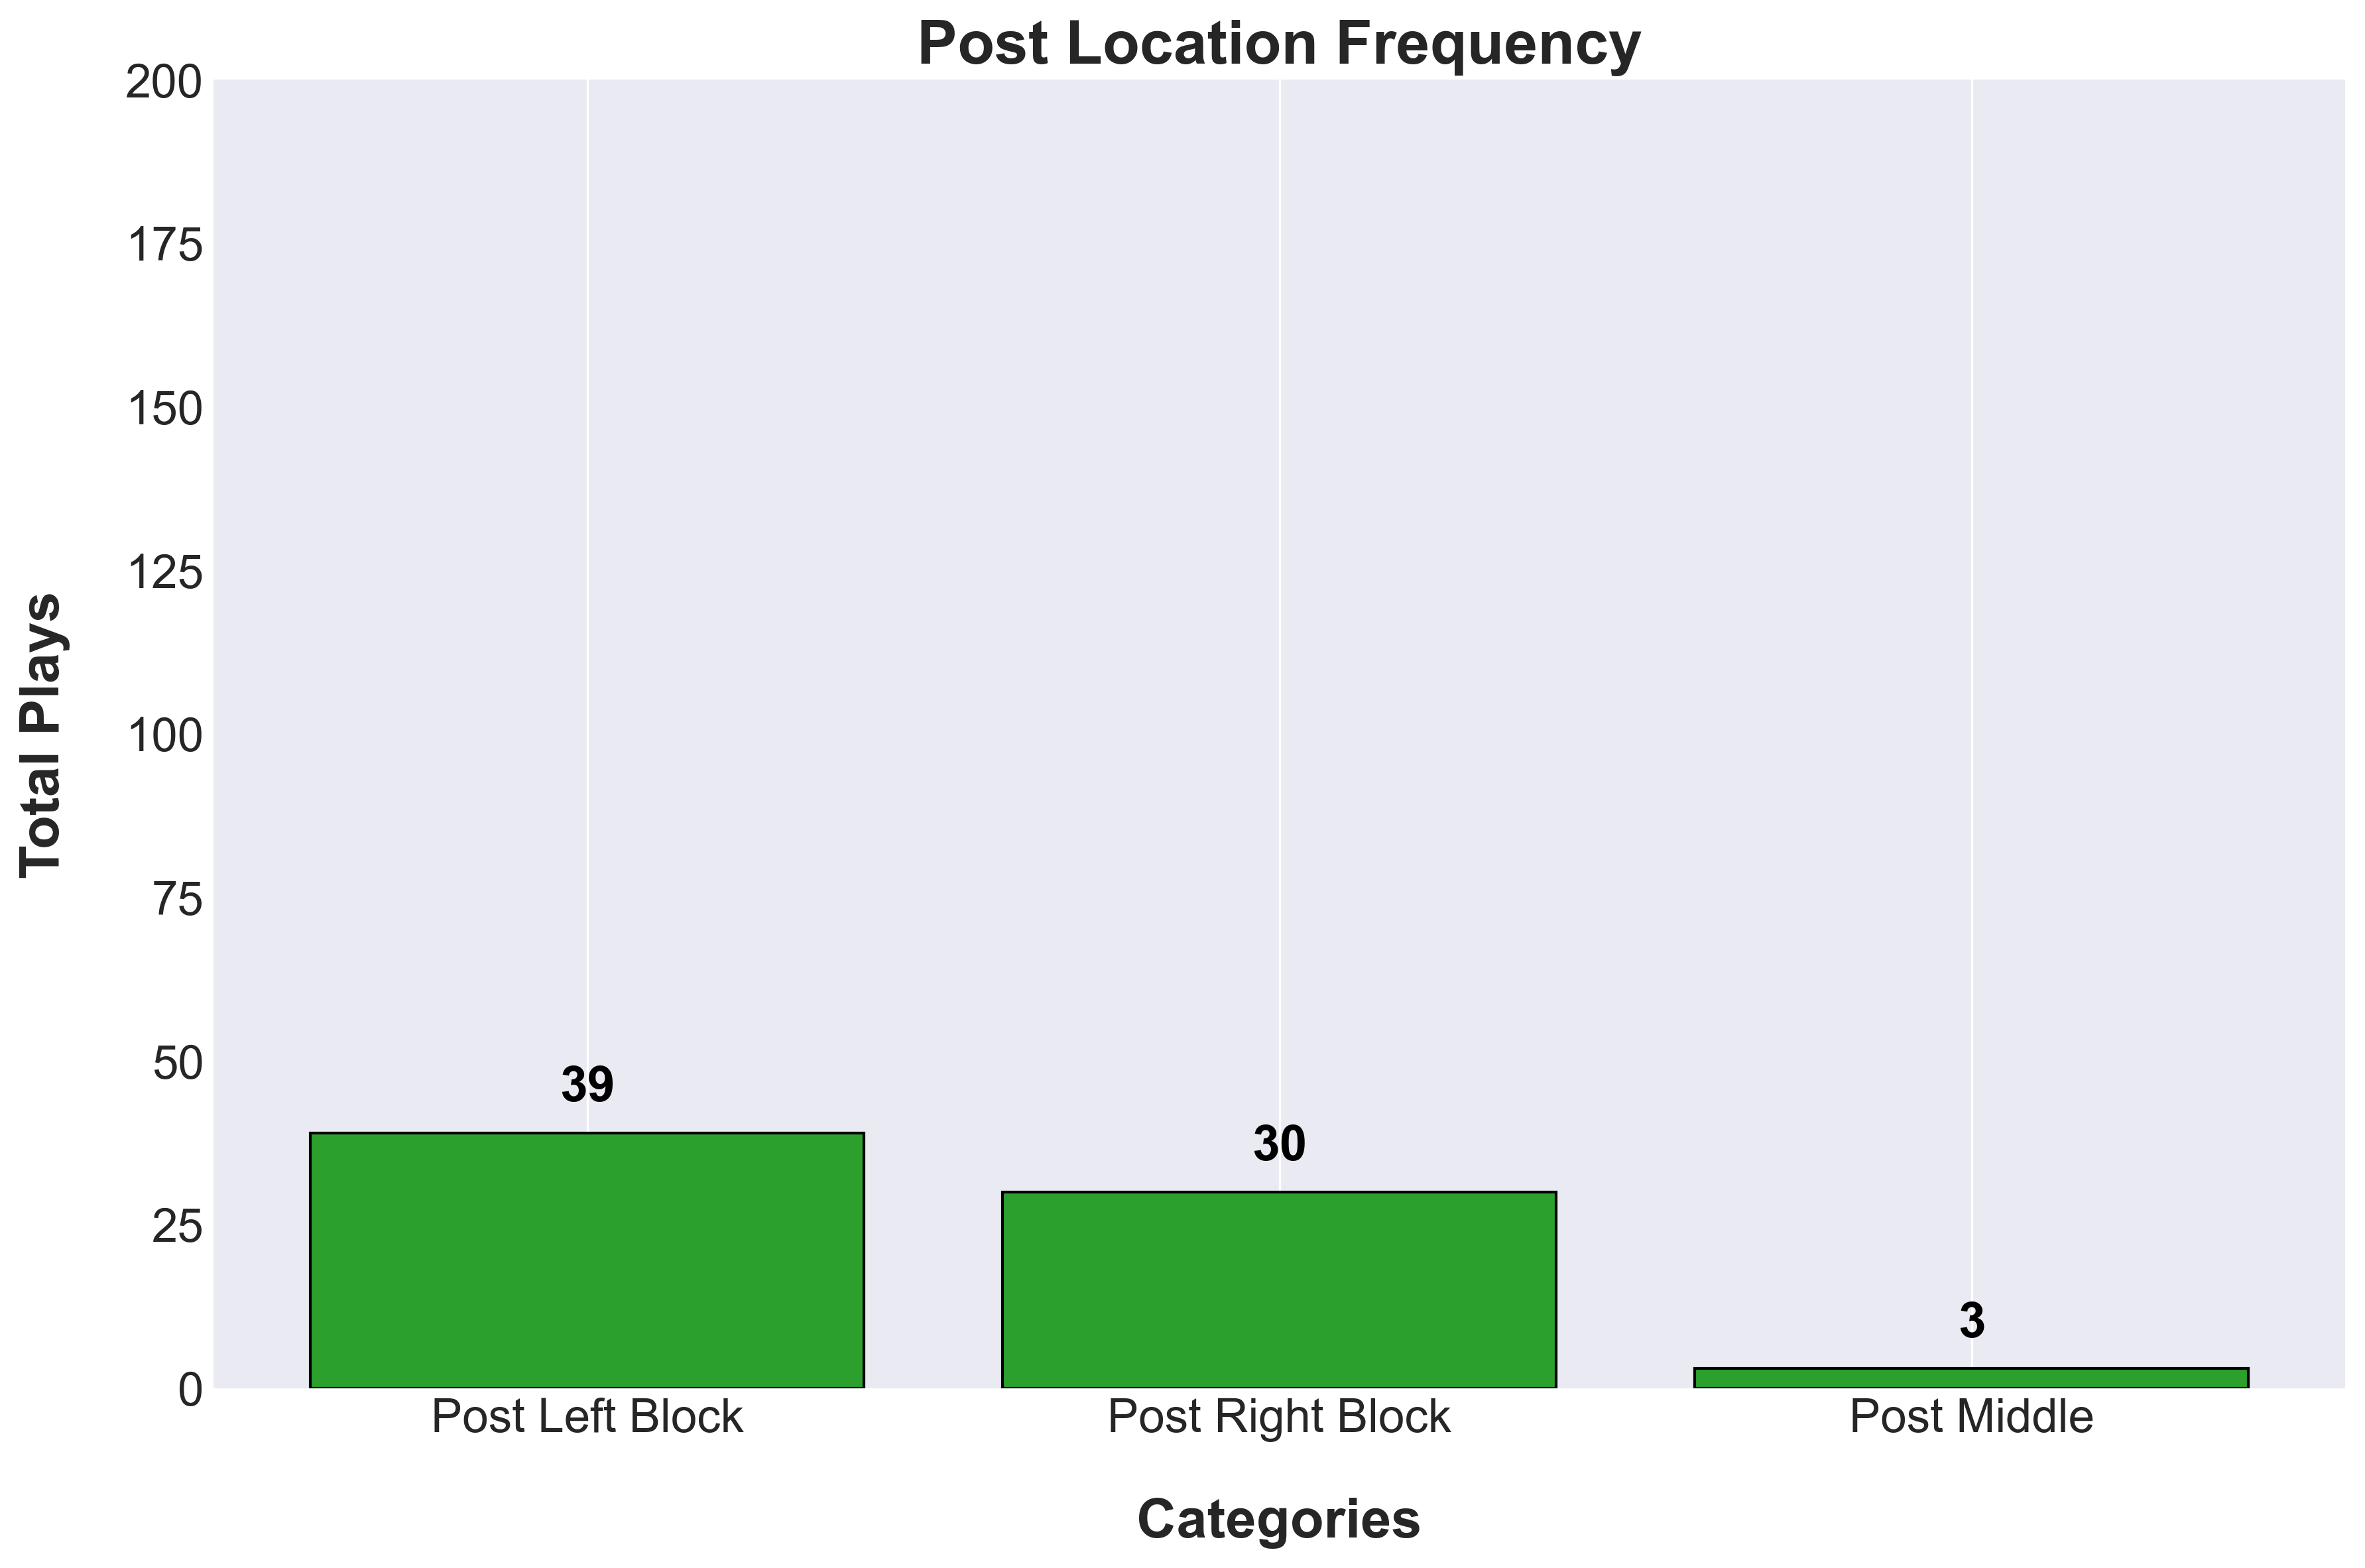 Post Location Frequency
200
175
150
125
100
75
50
25
0
Total Plays
39
30
3
Post Left Block
Post Right Block
Post Middle
Categories